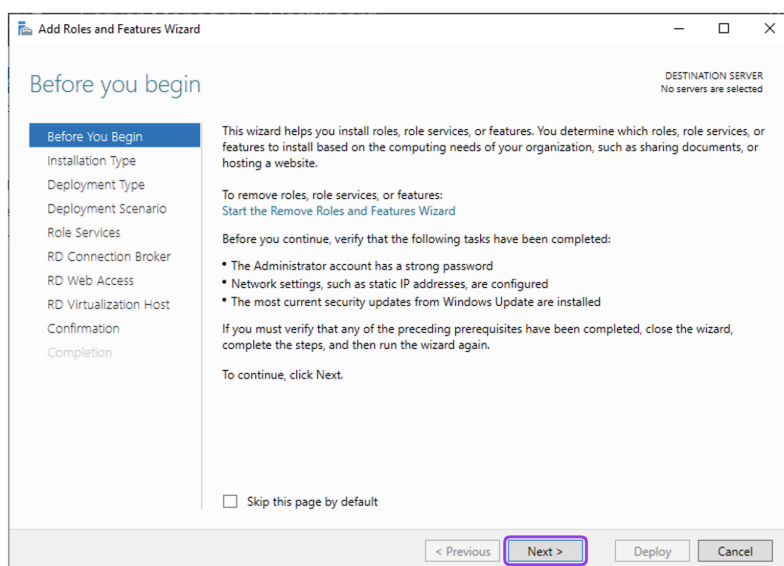 Add Roles and Features Wizard
Before you begin
DESTINATION SERVER
No servers are selected
Before You Begin
Installation Type
Deployment Type
Deployment Scenario
Role Services
RD Connection Broker
RD Web Access
RD Virtualization Host
Confirmation
Completion
This wizard helps you install roles, role services, or features. You determine which roles, role services, or
features to install based on the computing needs of your organization, such as sharing documents, or
hosting a website.
To remove roles, role services, or features:
Start the Remove Roles and Features Wizard
Before you continue, verify that the following tasks have been completed:
• The Administrator account has a strong password
• Network settings, such as static IP addresses, are configured
• The most current security updates from Windows Update are installed
If you must verify that any of the preceding prerequisites have been completed, close the wizard,
complete the steps, and then run the wizard again.
To continue, click Next.
Skip this page by default
< Previous
Next >
Deploy
Cancel